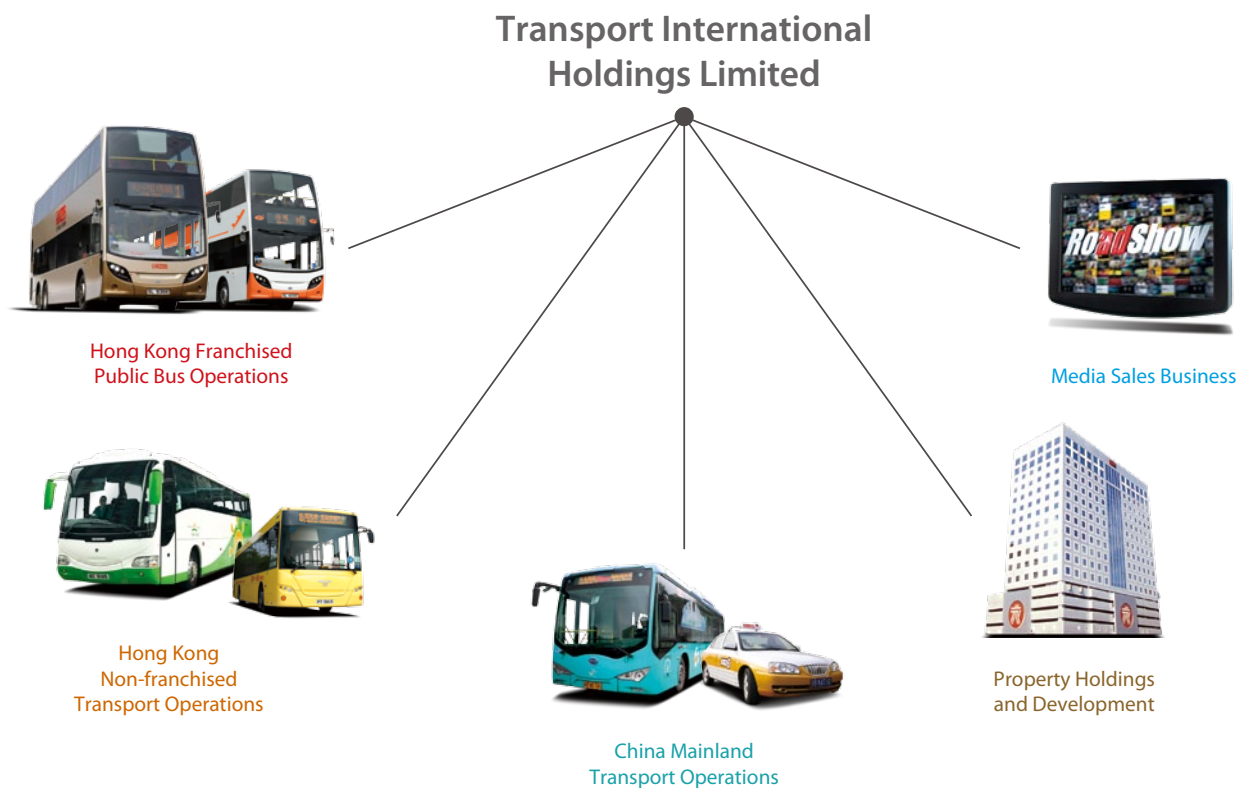 Transport International
Holdings Limited
RoadShow
Hong Kong Franchised
Public Bus Operations
Media Sales Business
Hong Kong
Non-franchised
Transport Operations
Property Holdings
and Development
China Mainland
Transport Operations